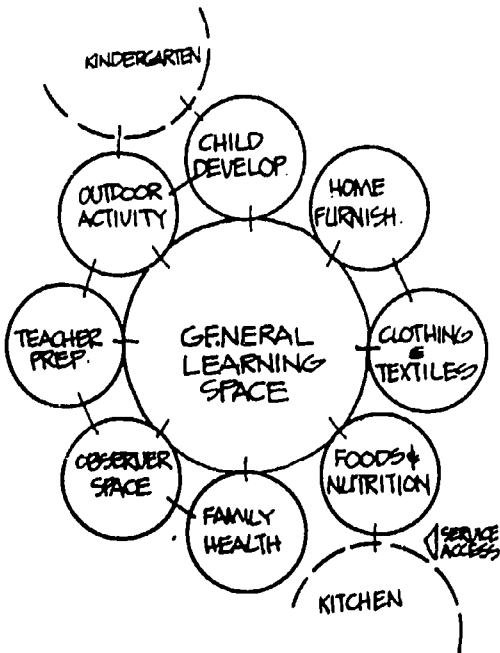 KINDERGARTEN
CHILD
DEVELOP.
OUTDOOR
ACTIVITY
HOME
FURNISH.
TEACHER
PREP.
GENERAL
LEARNING
SPACE
CLOTHING
&
TEXTILES
OBSERVER
SPACE
FOODS &
NUTRITION
FAMILY
HEALTH
SERVICE
ACCESS
KITCHEN